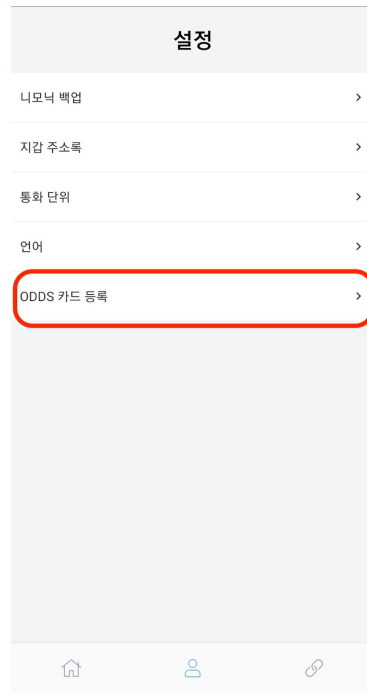 설정
니모닉 백업
지갑 주소록
통화 단위
언어
ODDS 카드 등록